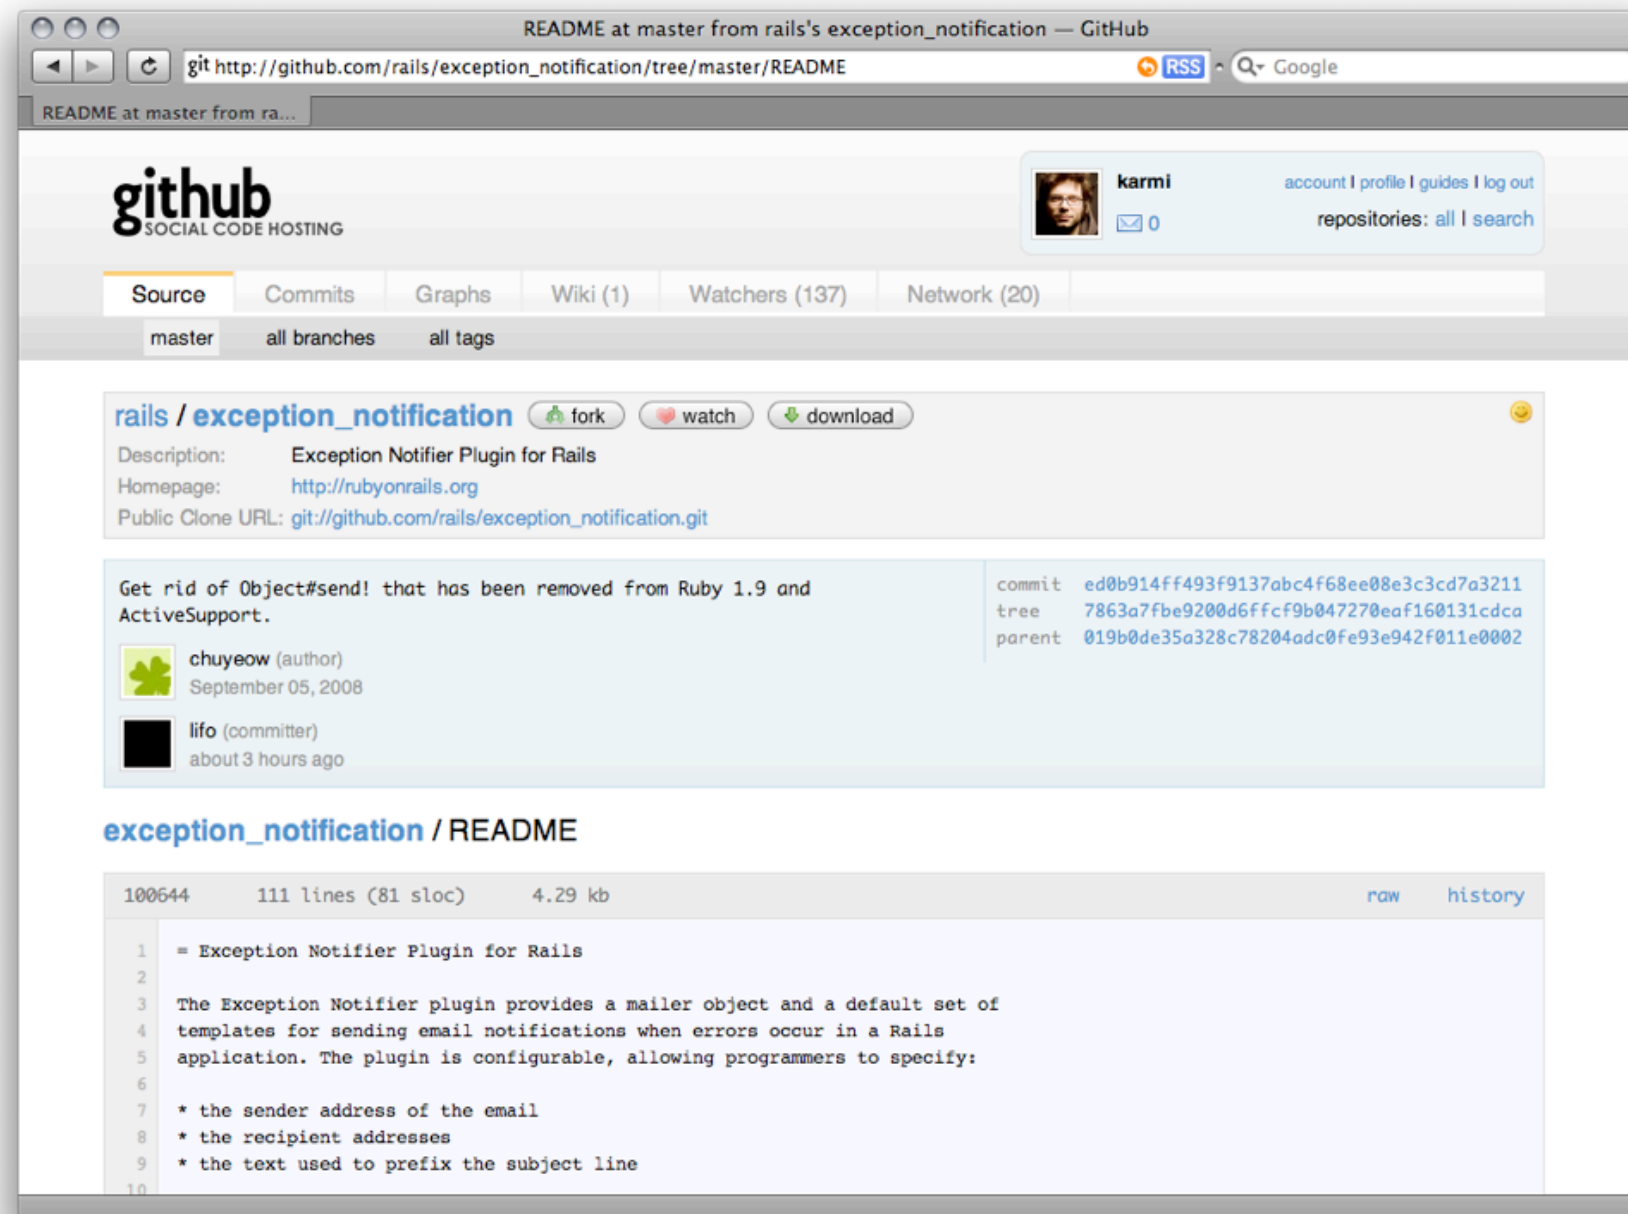 README at master from rails's exception_notification — GitHub
git http://github.com/rails/exception_notification/tree/master/README RSS Google
README at master from ra...
github
SOCIAL CODE HOSTING
karmi account | profile | guides | log out
0 repositories: all | search
Source Commits Graphs Wiki (1) Watchers (137) Network (20)
master all branches all tags
rails / exception_notification fork watch download
Description: Exception Notifier Plugin for Rails
Homepage: http://rubyonrails.org
Public Clone URL: git://github.com/rails/exception_notification.git
Get rid of Object#send! that has been removed from Ruby 1.9 and
ActiveSupport.
commit ed0b914ff493f9137abc4f68ee08e3c3cd7a3211
tree 7863a7fbe9200d6ffcf9b047270eaf160131cdca
parent 019b0de35a328c78204adc0fe93e942f011e0002
chuyeow (author)
September 05, 2008
lifo (committer)
about 3 hours ago
exception_notification / README
100644 111 lines (81 sloc) 4.29 kb raw history
1 = Exception Notifier Plugin for Rails
2
3 The Exception Notifier plugin provides a mailer object and a default set of
4 templates for sending email notifications when errors occur in a Rails
5 application. The plugin is configurable, allowing programmers to specify:
6
7 * the sender address of the email
8 * the recipient addresses
9 * the text used to prefix the subject line
10